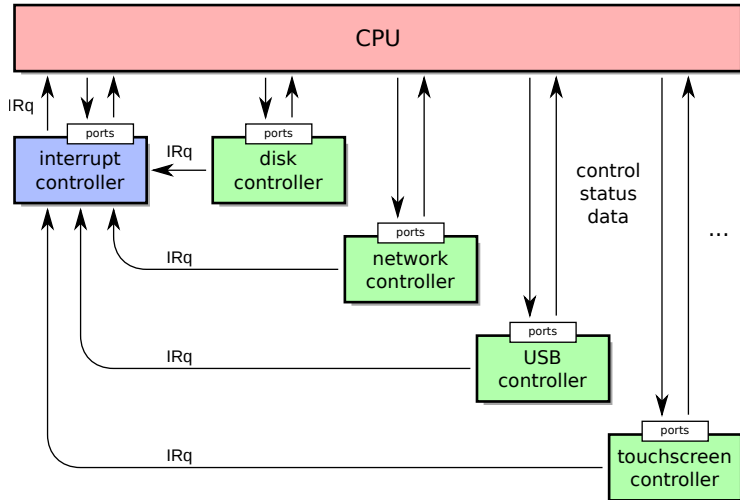 CPU
IRq
ports
interrupt
controller
IRq
ports
disk
controller
control
status
data
...
ports
network
controller
IRq
ports
USB
controller
IRq
ports
touchscreen
controller
IRq